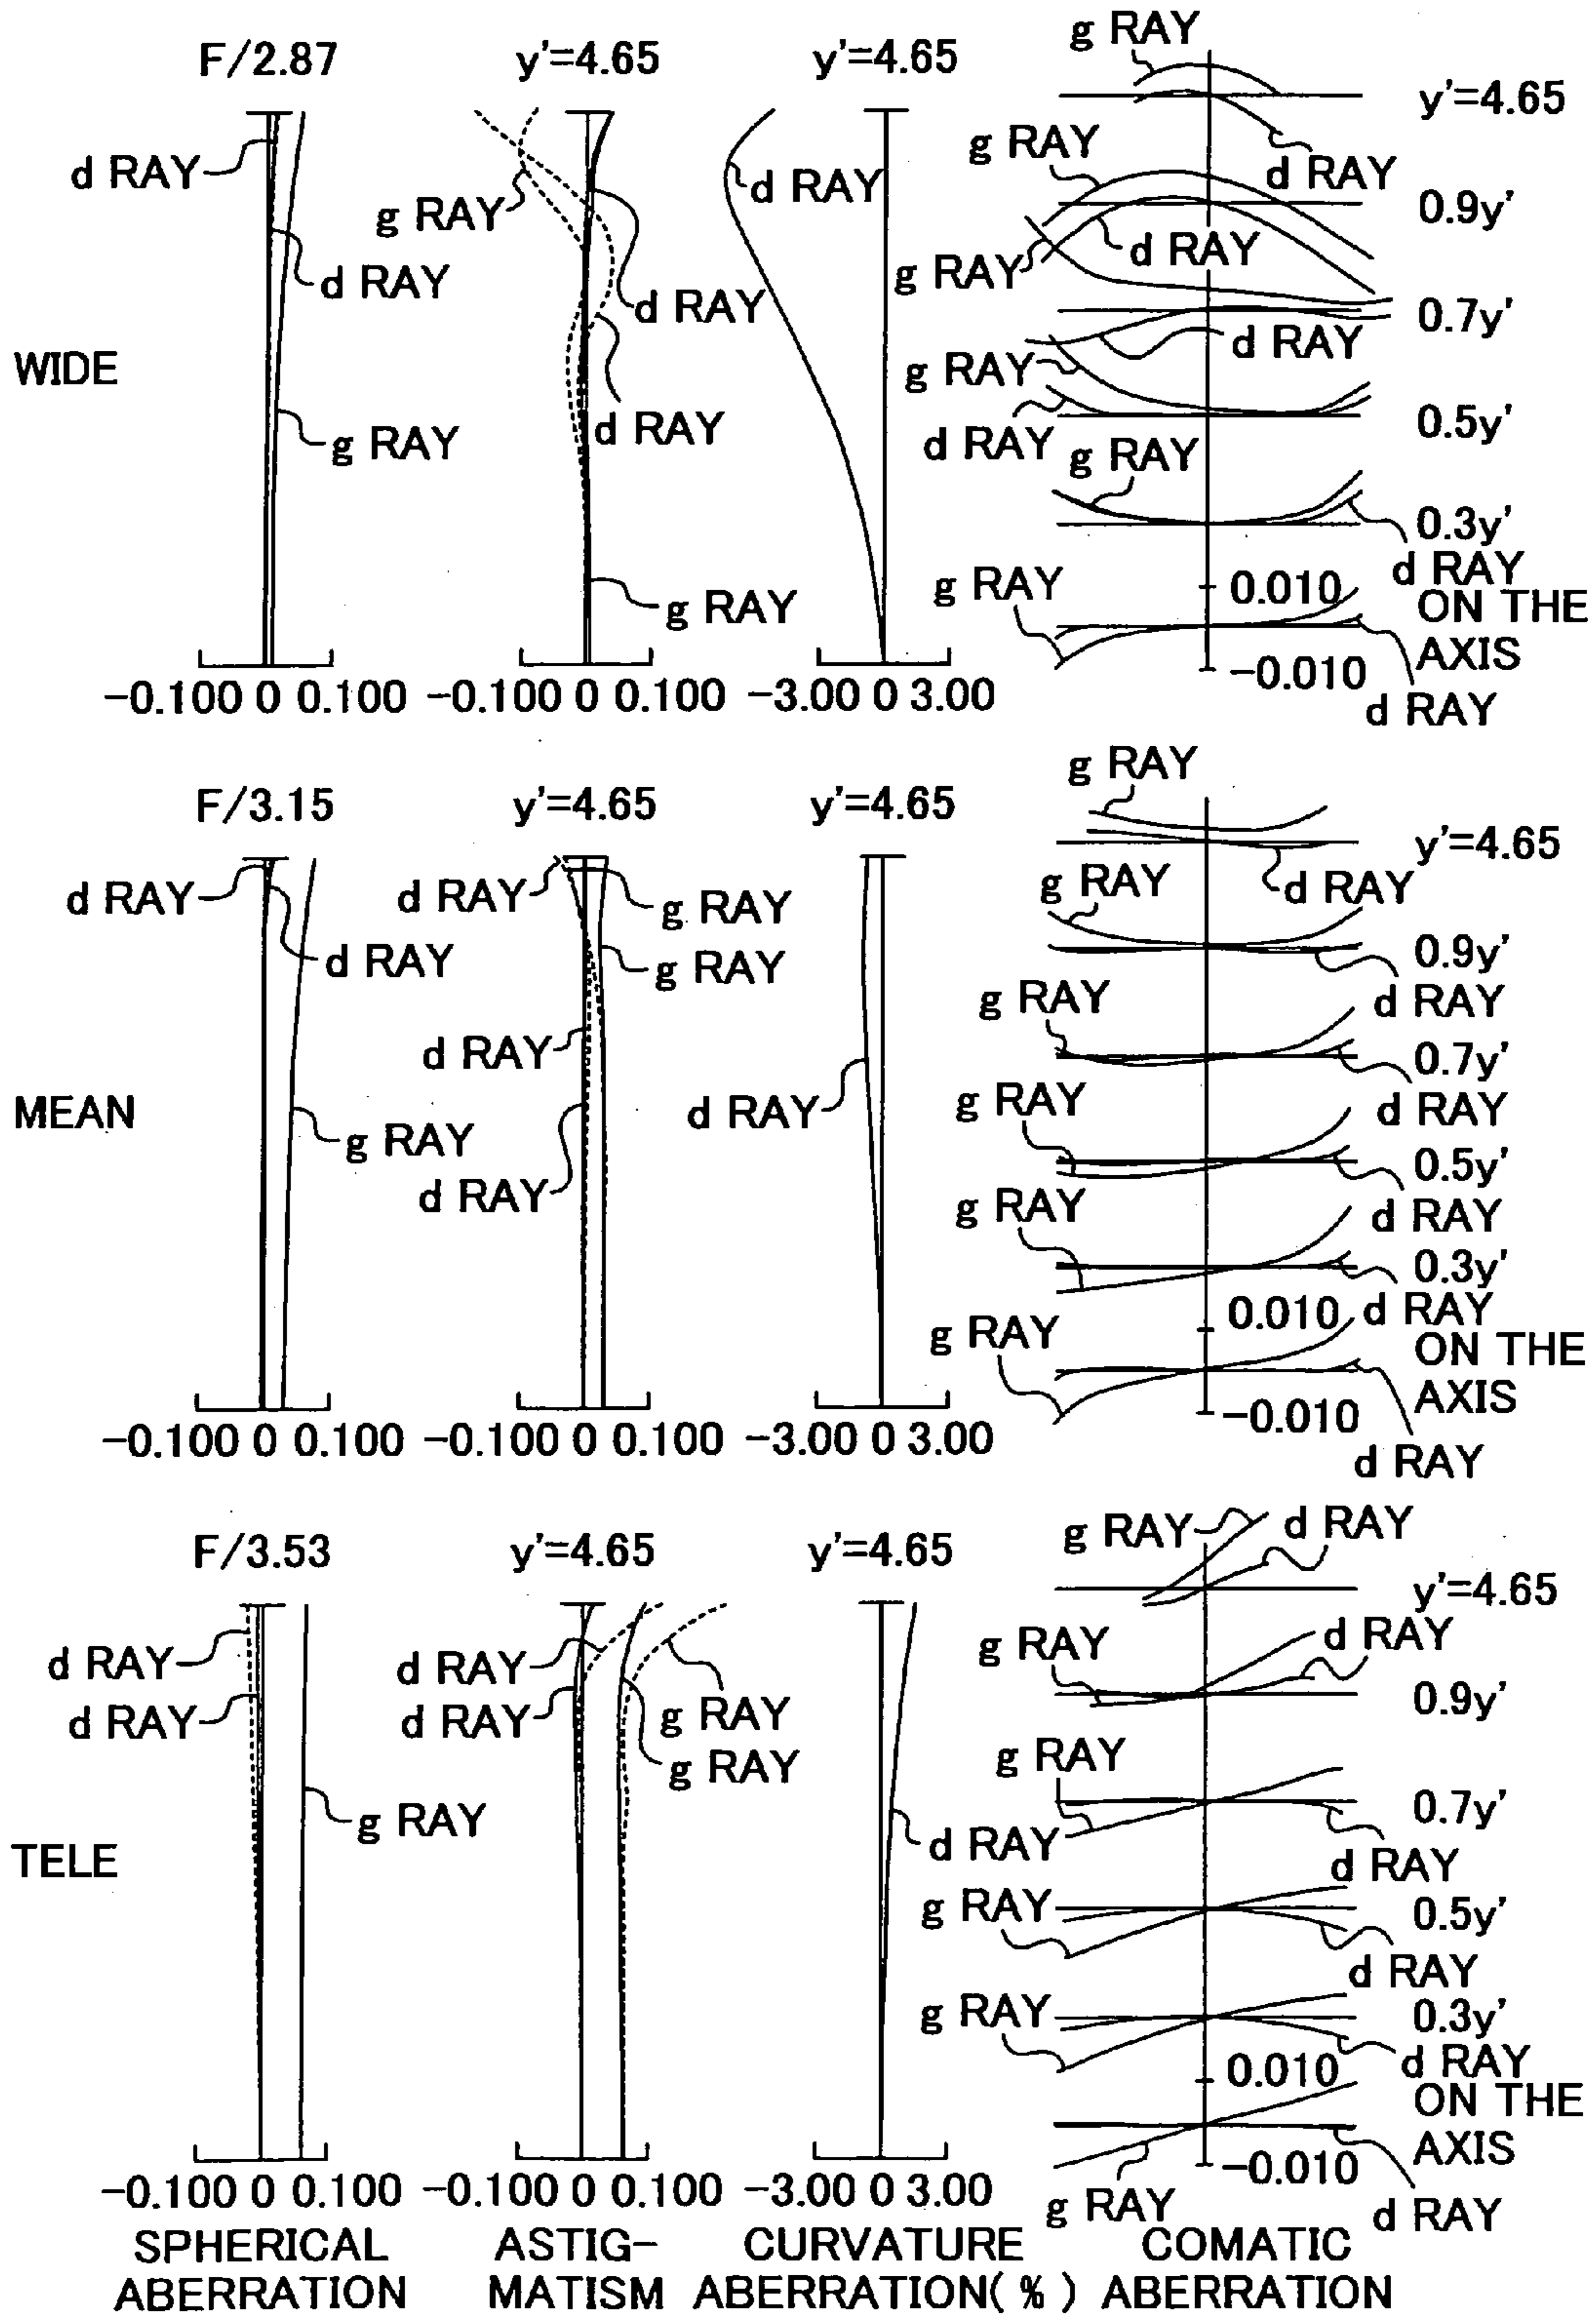 WIDE
F/2.87
d RAY
d RAY
g RAY
-0.100 0 0.100
y'=4.65
g RAY
d RAY
d RAY
g RAY
-0.100 0 0.100
y'=4.65
d RAY
-3.00 0 3.00
g RAY
y'=4.65
d RAY
g RAY
0.9y'
d RAY
g RAY
0.7y'
d RAY
g RAY
0.5y'
d RAY
g RAY
0.3y'
d RAY
g RAY
0.010
ON THE
AXIS
-0.010
d RAY
MEAN
F/3.15
d RAY
d RAY
g RAY
-0.100 0 0.100
y'=4.65
d RAY
g RAY
g RAY
d RAY
d RAY
-0.100 0 0.100
y'=4.65
d RAY
-3.00 0 3.00
g RAY
y'=4.65
d RAY
g RAY
0.9y'
d RAY
g RAY
0.7y'
d RAY
g RAY
0.5y'
d RAY
g RAY
0.3y'
d RAY
0.010
g RAY
ON THE
AXIS
-0.010
d RAY
TELE
F/3.53
d RAY
d RAY
g RAY
-0.100 0 0.100
y'=4.65
d RAY
d RAY
g RAY
g RAY
-0.100 0 0.100
y'=4.65
d RAY
-3.00 0 3.00
g RAY
d RAY
y'=4.65
g RAY
d RAY
0.9y'
g RAY
0.7y'
d RAY
g RAY
0.5y'
d RAY
g RAY
0.3y'
d RAY
0.010
ON THE
AXIS
-0.010
g RAY
d RAY
SPHERICAL
ABERRATION
ASTIG-
MATISM
CURVATURE
ABERRATION(%)
COMATIC
ABERRATION